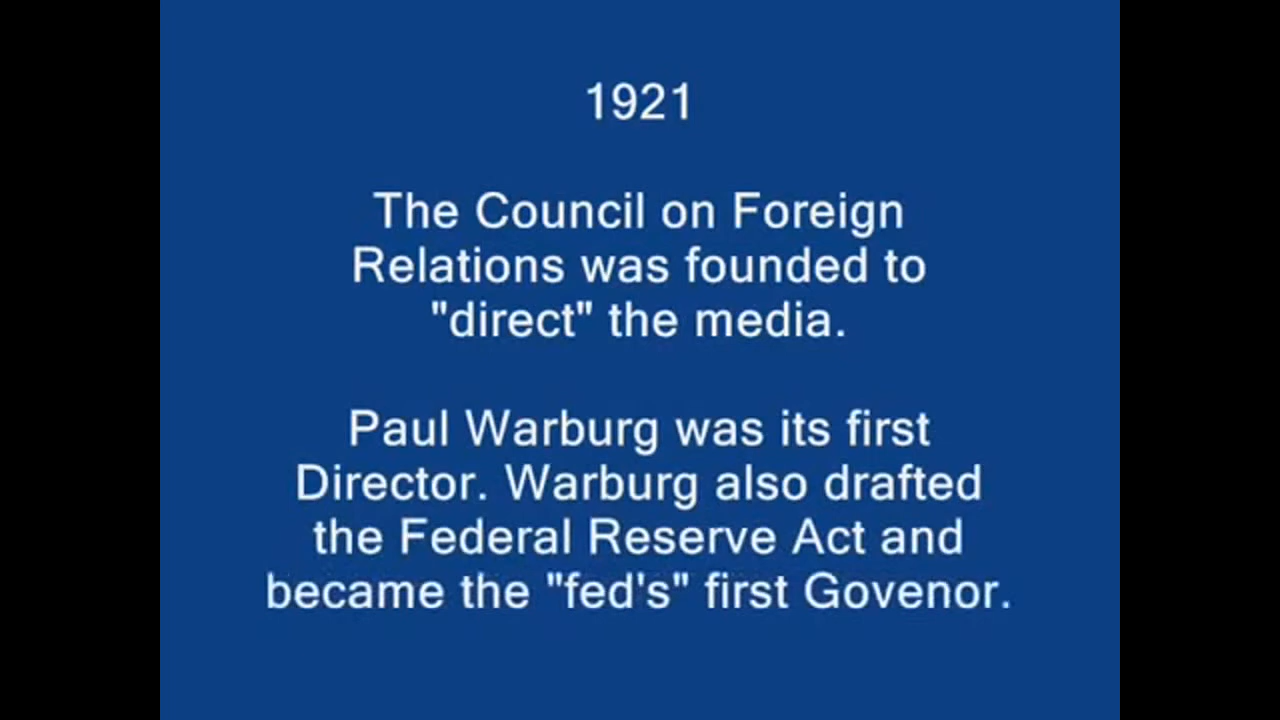 1921
The Council on Foreign
Relations was founded to
"direct" the media.
Paul Warburg was its first
Director. Warburg also drafted
the Federal Reserve Act and
became the "fed's" first Govenor.